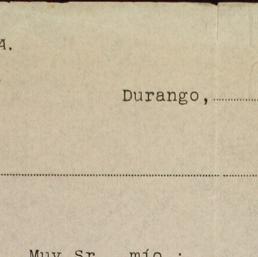 A.
Durango,
Muy Sr. mío :